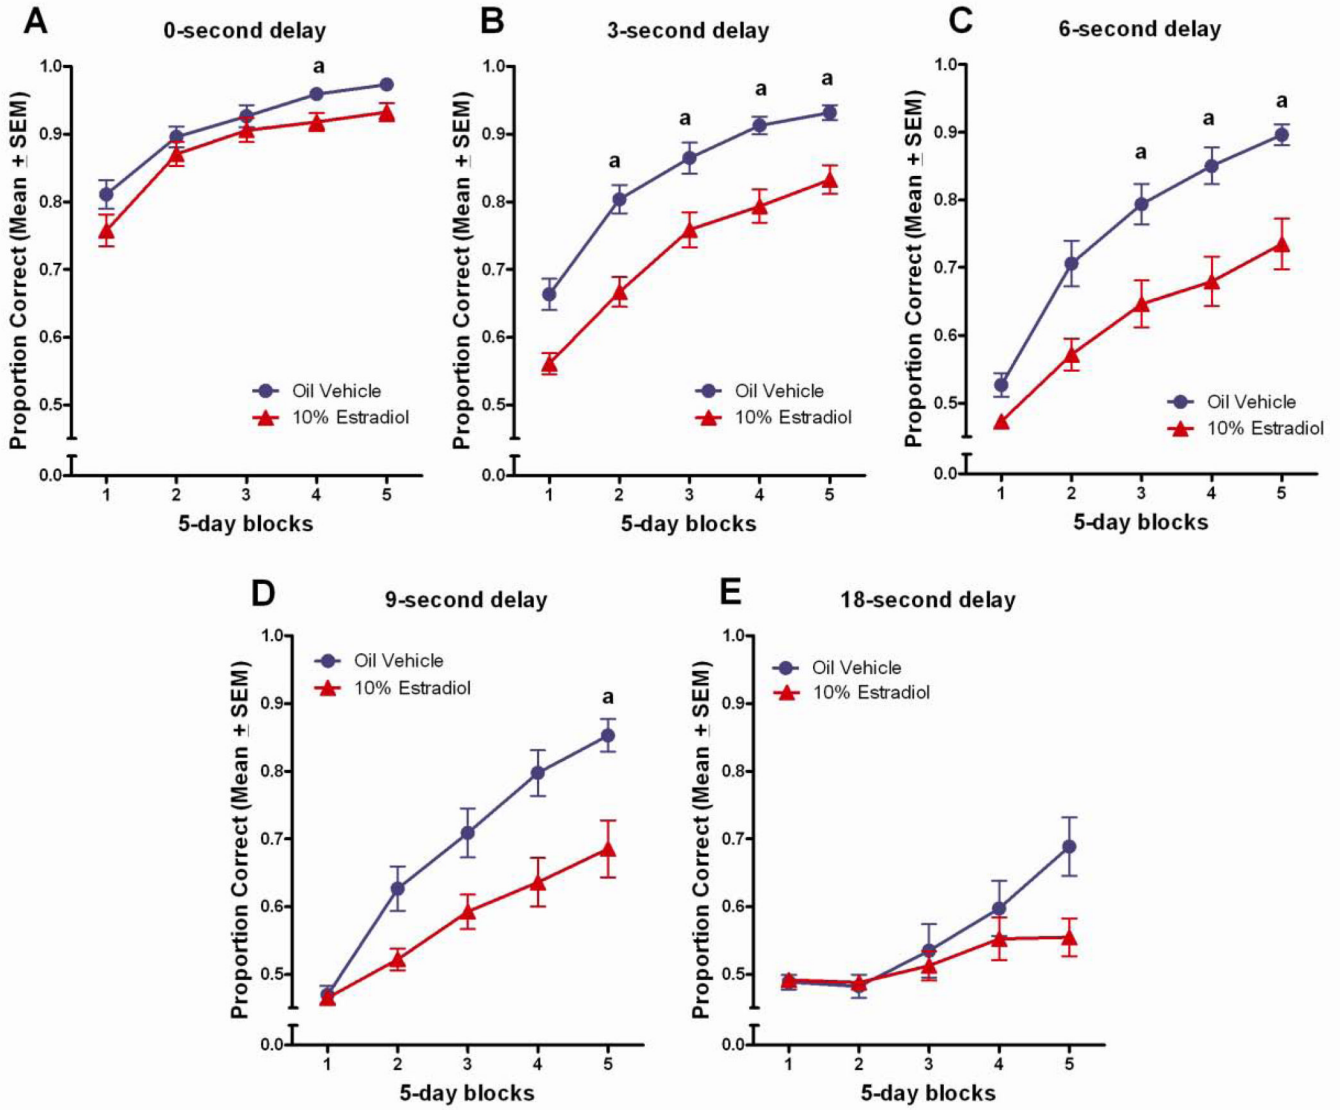 A
0-second delay
a
Proportion Correct (Mean ± SEM)
1.0
0.9
0.8
0.7
0.6
0.5
0.0
Oil Vehicle
10% Estradiol
1 2 3 4 5
5-day blocks
B
3-second delay
a a a a
Proportion Correct (Mean ± SEM)
1.0
0.9
0.8
0.7
0.6
0.5
0.0
Oil Vehicle
10% Estradiol
1 2 3 4 5
5-day blocks
C
6-second delay
a a a
Proportion Correct (Mean ± SEM)
1.0
0.9
0.8
0.7
0.6
0.5
0.0
Oil Vehicle
10% Estradiol
1 2 3 4 5
5-day blocks
D
9-second delay
Oil Vehicle
10% Estradiol
a
Proportion Correct (Mean ± SEM)
1.0
0.9
0.8
0.7
0.6
0.5
0.0
1 2 3 4 5
5-day blocks
E
18-second delay
Oil Vehicle
10% Estradiol
Proportion Correct (Mean ± SEM)
1.0
0.9
0.8
0.7
0.6
0.5
0.0
1 2 3 4 5
5-day blocks